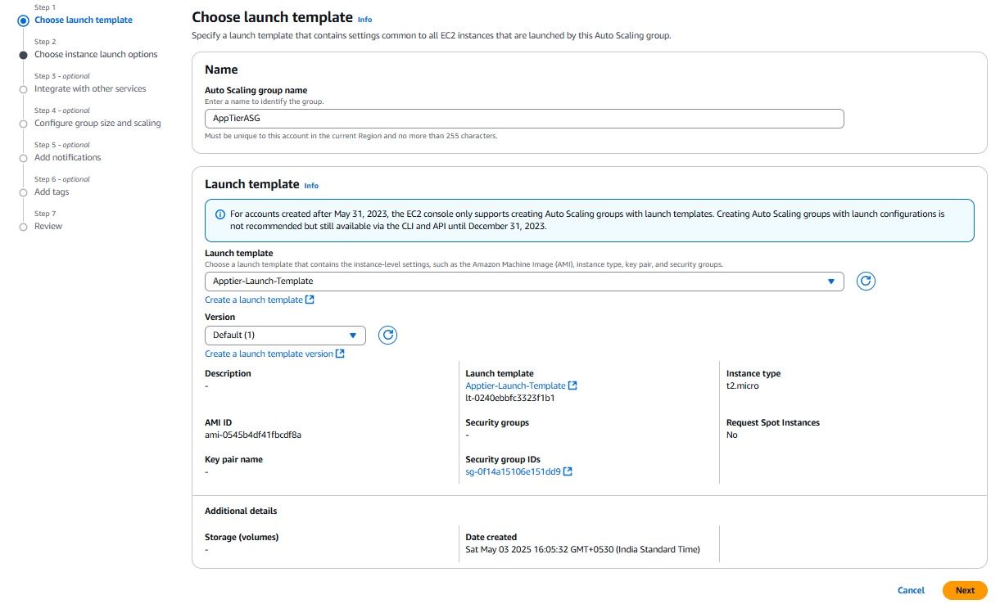 Step 1
Choose launch template
Step 2
Choose instance launch options
Step 3 - optional
Integrate with other services
Step 4 - optional
Configure group size and scaling
Step 5 - optional
Add notifications
Step 6 - optional
Add tags
Step 7
Review
Choose launch template Info
Specify a launch template that contains settings common to all EC2 instances that are launched by this Auto Scaling group.
Name
Auto Scaling group name
Enter a name to identify the group.
AppTierASG
Must be unique to this account in the current Region and no more than 255 characters.
Launch template Info
For accounts created after May 31, 2023, the EC2 console only supports creating Auto Scaling groups with launch templates. Creating Auto Scaling groups with launch configurations is
not recommended but still available via the CLI and API until December 31, 2023.
Launch template
Choose a launch template that contains the instance-level settings, such as the Amazon Machine Image (AMI), instance type, key pair, and security groups.
Apptier-Launch-Template
Create a launch template
Version
Default (1)
Create a launch template version
Description
-
Launch template
Apptier-Launch-Template
lt-0240ebbfc3323f1b1
Instance type
t2.micro
AMI ID
ami-0545b4df41fbcdf8a
Security groups
-
Request Spot Instances
No
Key pair name
-
Security group IDs
sg-0f14a15106e151dd9
Additional details
Storage (volumes)
-
Date created
Sat May 03 2025 16:05:32 GMT+0530 (India Standard Time)
Cancel
Next